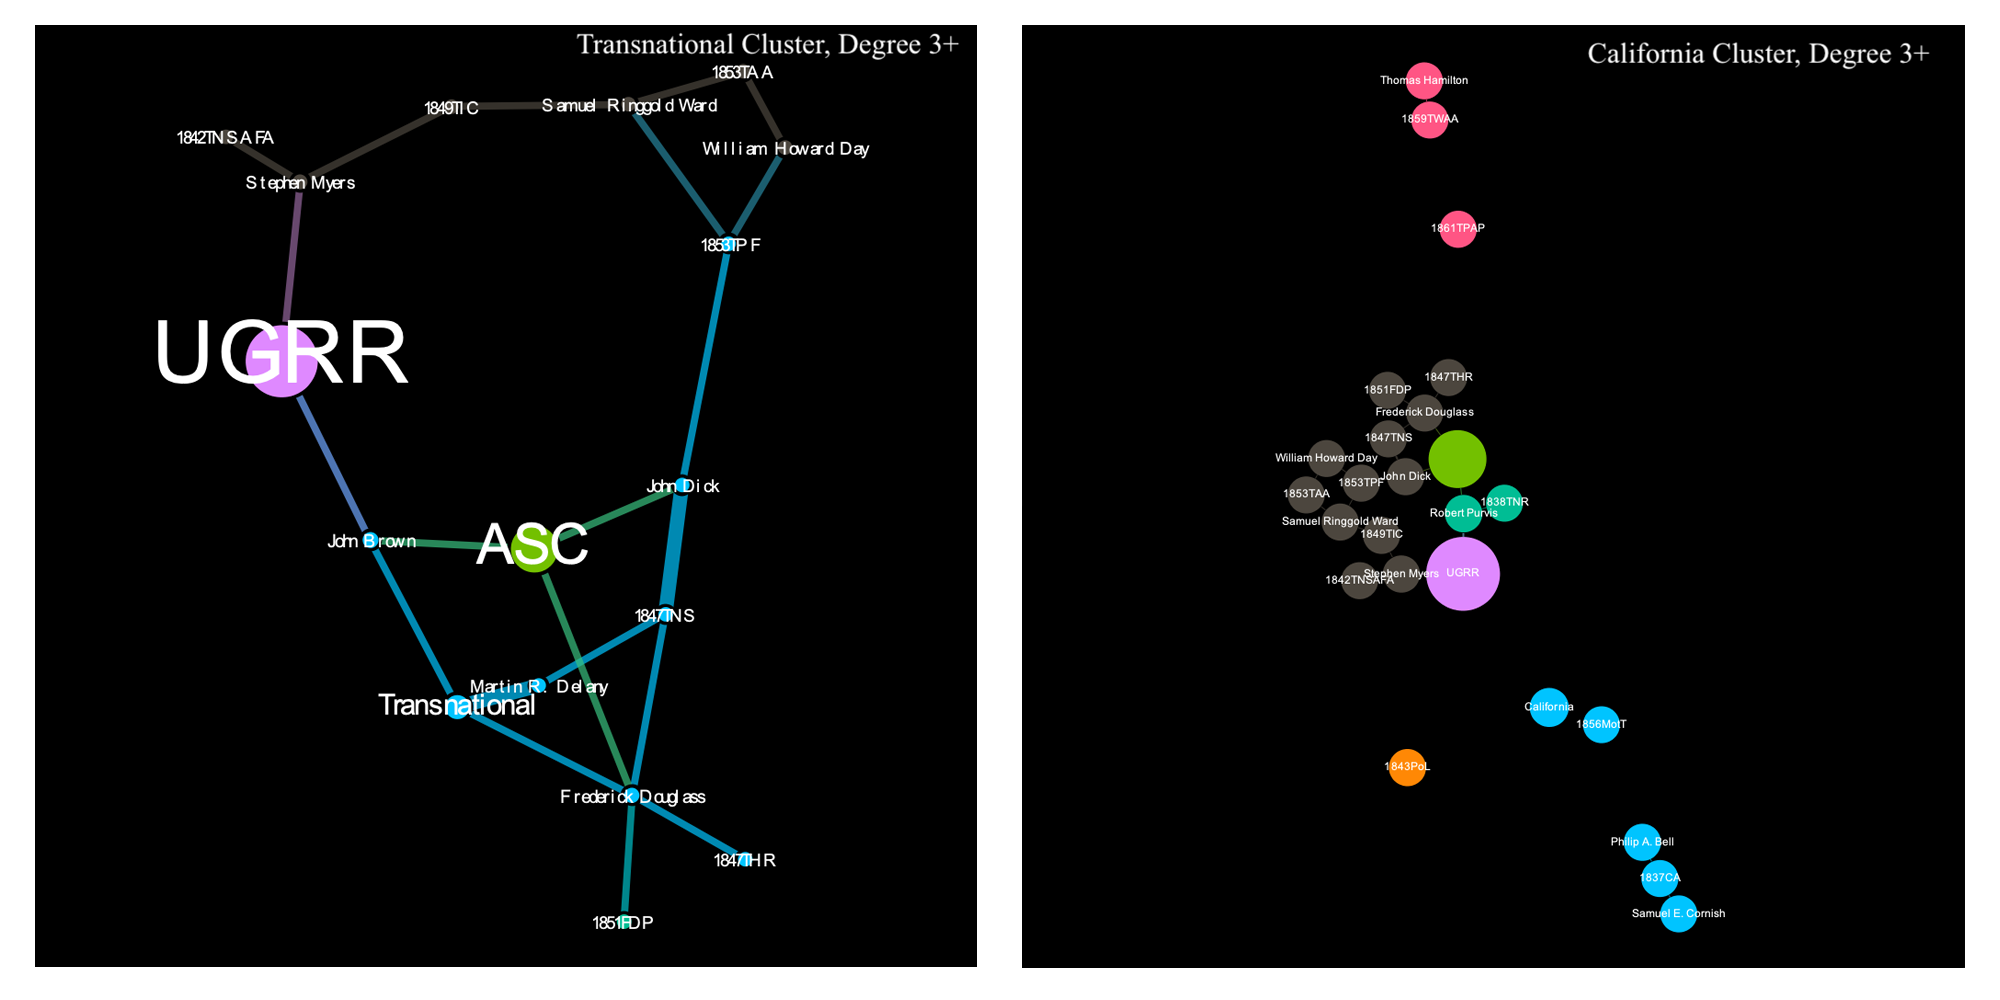 Transnational Cluster, Degree 3+
1853TAA
1849TIC
Samuel Ringgold Ward
1842TNSAFA
William Howard Day
Stephen Myers
1853TPF
UGRR
John Dick
John Brown
ASC
1847TNS
Martin R. Delany
Transnational
Frederick Douglass
1847THR
1851FDP
California Cluster, Degree 3+
Thomas Hamilton
1859TWAA
1861TPAP
1847THR
1851FDP
Frederick Douglass
1847TNS
William Howard Day
John Dick
1853TPF
1853TAA
1838TNR
Robert Purvis
Samuel Ringgold Ward
1849TIC
Stephen Myers
UGRR
1842TNSAFA
California
1856MotT
1843PoL
Philip A. Bell
1837CA
Samuel E. Cornish